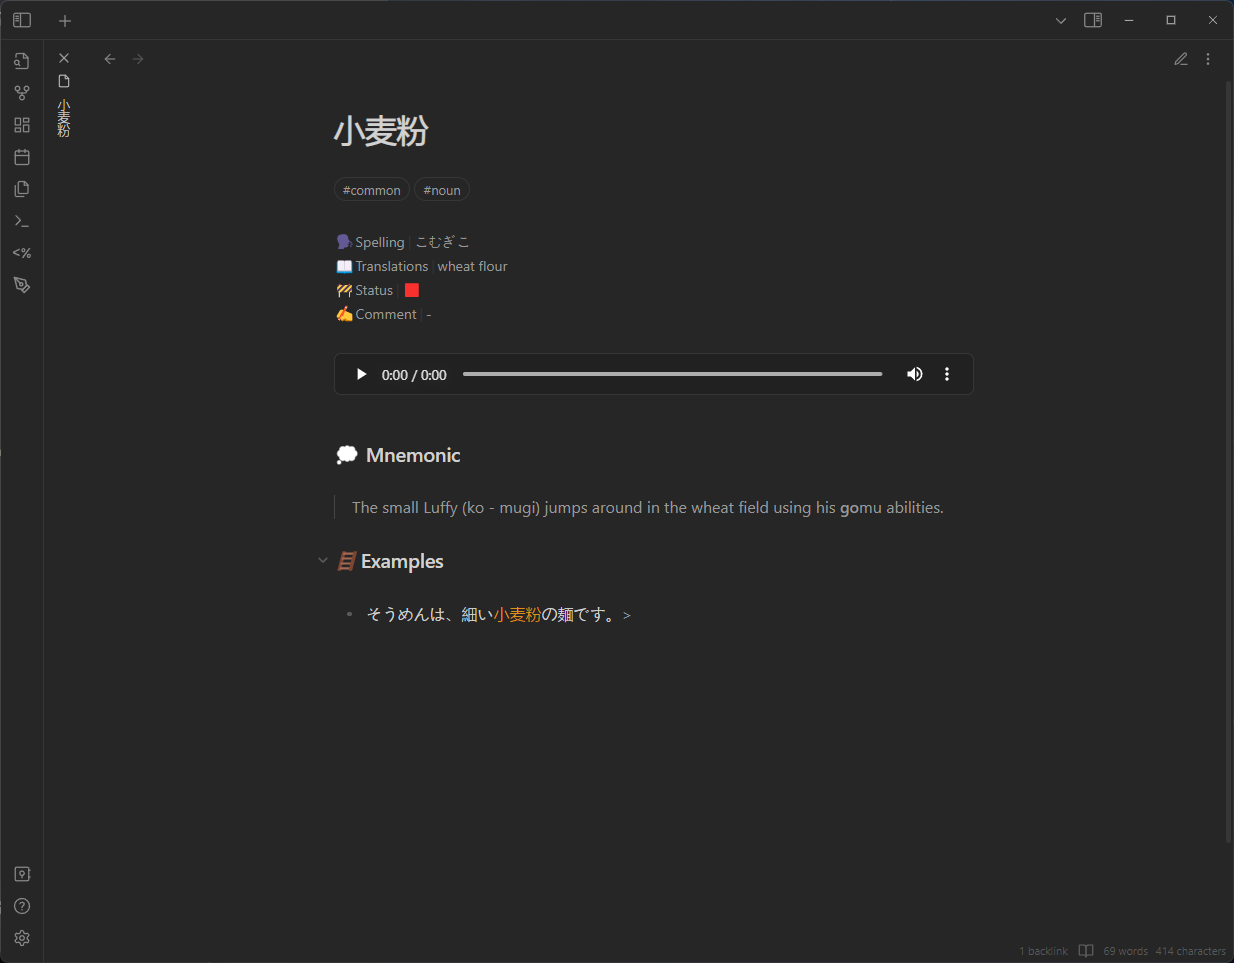 小麦粉
小麦粉
#common #noun
Spelling こむぎこ
Translations wheat flour
Status
Comment -
0:00 / 0:00
Mnemonic
The small Luffy (ko - mugi) jumps around in the wheat field using his gomu abilities.
Examples
そうめんは、細い小麦粉の麺です。>
1 backlink 69 words 414 characters